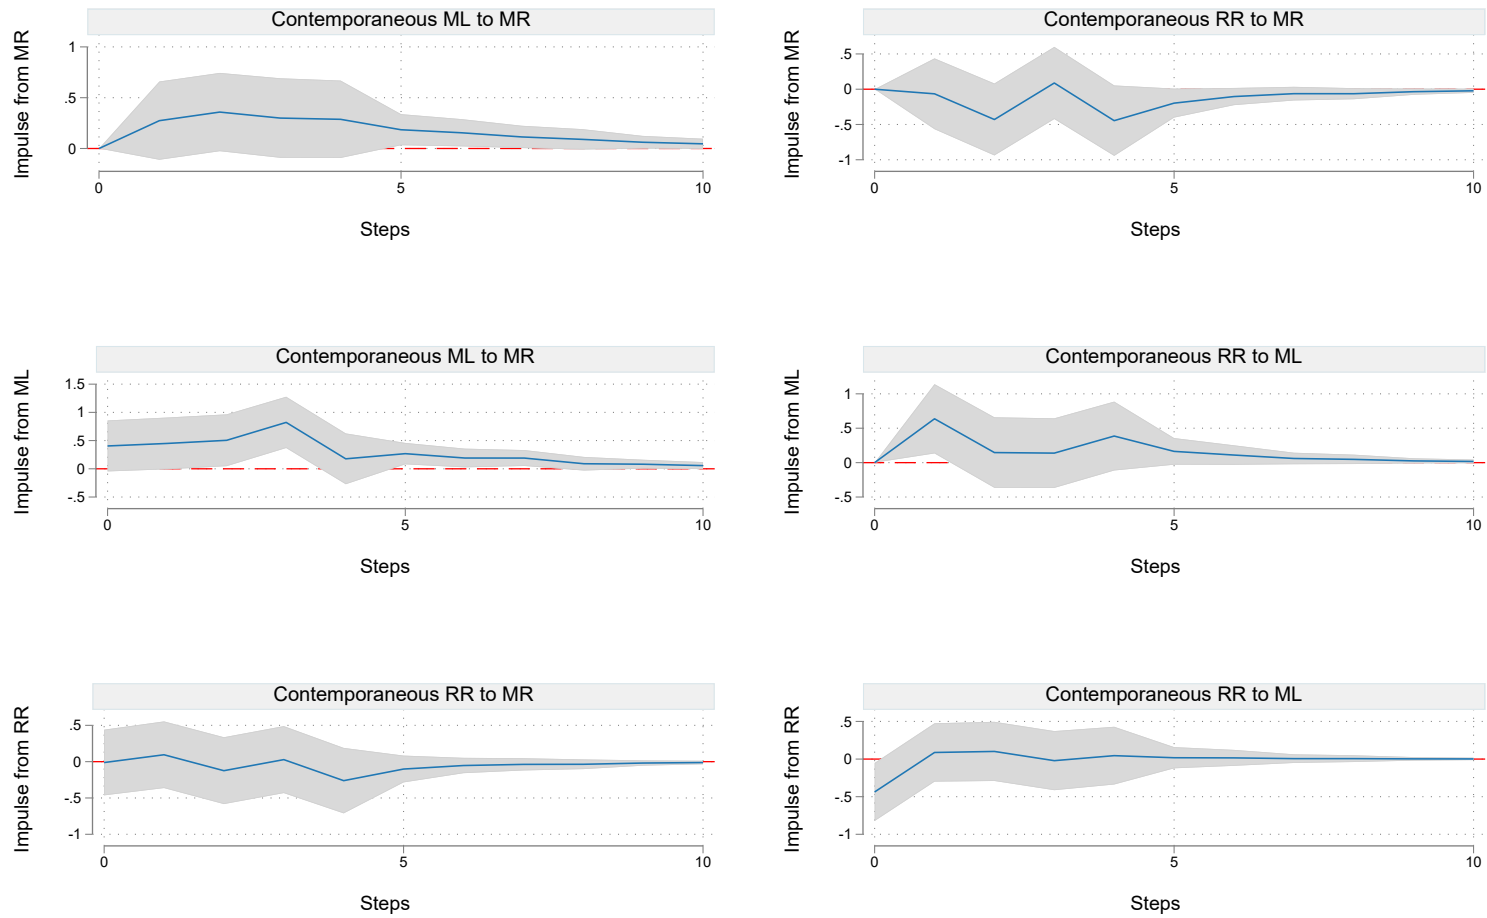 Contemporaneous ML to MR
Impulse from MR
1
.5
0
0
5
10
Steps
Contemporaneous RR to MR
Impulse from MR
.5
0
-.5
-1
0
5
10
Steps
Contemporaneous ML to MR
Impulse from ML
1.5
1
.5
0
-.5
0
5
10
Steps
Contemporaneous RR to ML
Impulse from ML
1
.5
0
-.5
0
5
10
Steps
Contemporaneous RR to MR
Impulse from RR
.5
0
-.5
-1
0
5
10
Steps
Contemporaneous RR to ML
Impulse from RR
.5
0
-.5
-1
0
5
10
Steps